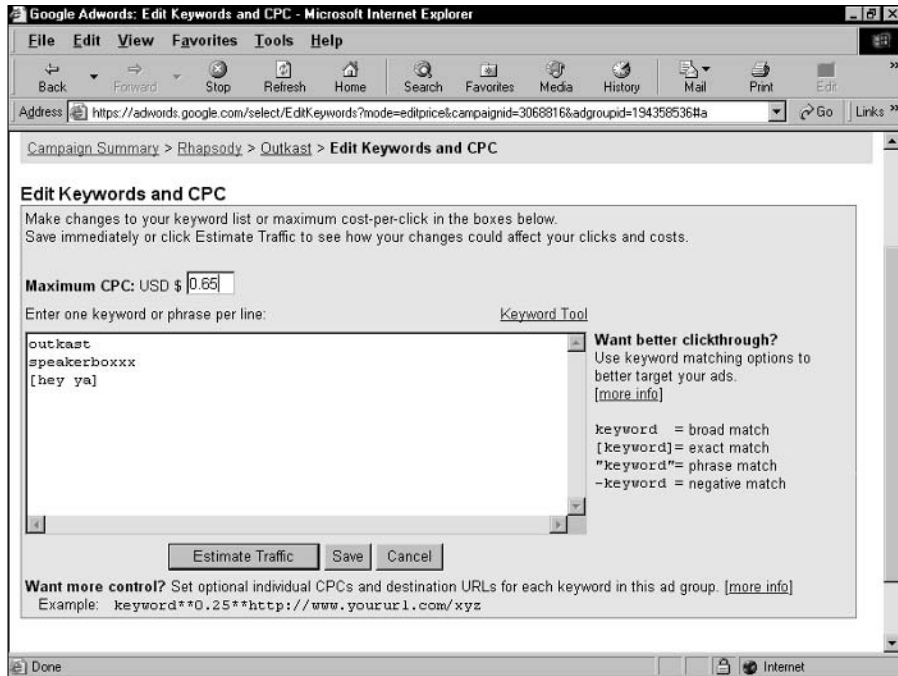 Google Adwords: Edit Keywords and CPC - Microsoft Internet Explorer
File Edit View Favorites Tools Help
Back Forward Stop Refresh Home Search Favorites Media History Mail Print Edit »
Address https://adwords.google.com/select/EditKeywords?mode=editprice&campaignid=3068816&adgroupid=194358536#a Go Links »
Campaign Summary > Rhapsody > Outkast > Edit Keywords and CPC
Edit Keywords and CPC
Make changes to your keyword list or maximum cost-per-click in the boxes below.
Save immediately or click Estimate Traffic to see how your changes could affect your clicks and costs.
Maximum CPC: USD $ 0.65
Enter one keyword or phrase per line: Keyword Tool
outkast
speakerboxxx
[hey ya]
Want better clickthrough?
Use keyword matching options to
better target your ads.
[more info]
keyword = broad match
[keyword]= exact match
"keyword"= phrase match
-keyword = negative match
Estimate Traffic Save Cancel
Want more control? Set optional individual CPCs and destination URLs for each keyword in this ad group. [more info]
Example: keyword**0.25**http://www.yoururl.com/xyz
Done Internet